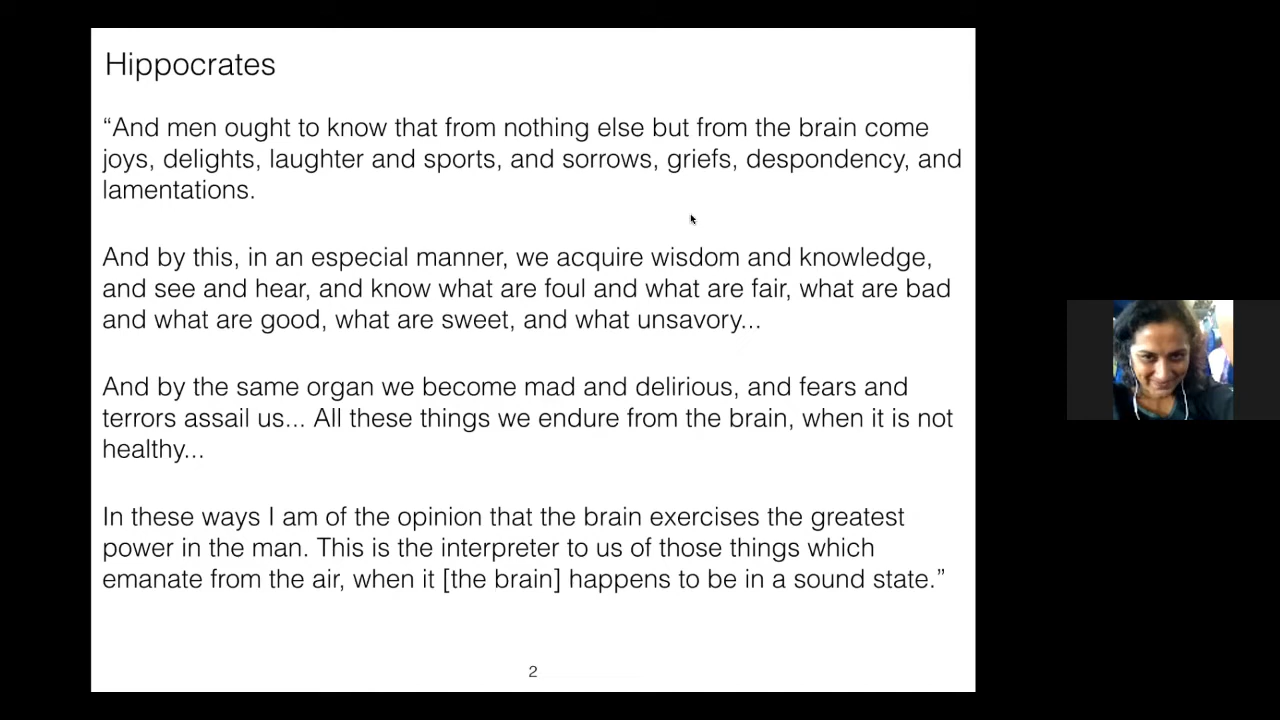 Hippocrates
“And men ought to know that from nothing else but from the brain come
joys, delights, laughter and sports, and sorrows, griefs, despondency, and
lamentations.
And by this, in an especial manner, we acquire wisdom and knowledge,
and see and hear, and know what are foul and what are fair, what are bad
and what are good, what are sweet, and what unsavory...
And by the same organ we become mad and delirious, and fears and
terrors assail us... All these things we endure from the brain, when it is not
healthy...
In these ways I am of the opinion that the brain exercises the greatest
power in the man. This is the interpreter to us of those things which
emanate from the air, when it [the brain] happens to be in a sound state.”
2